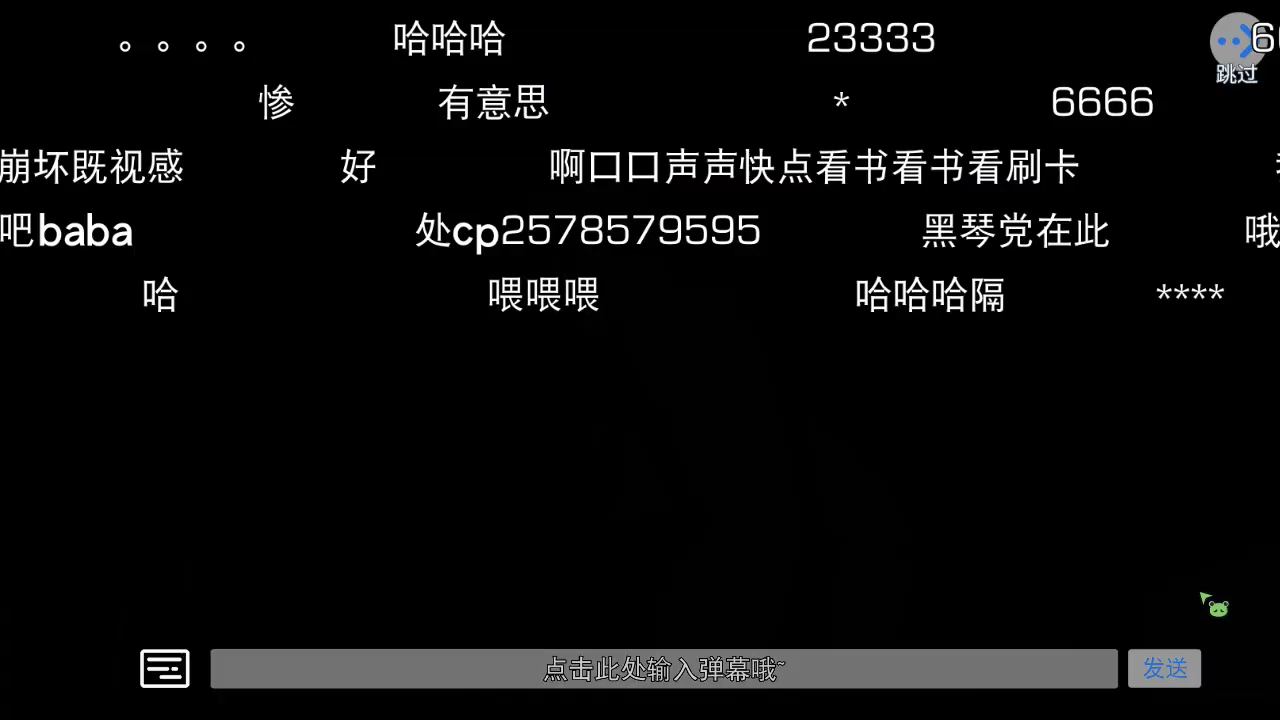 。。。。 哈哈哈 23333 6
跳过
惨 有意思 * 6666
崩坏既视感 好 啊口口声声快点看书看书看刷卡
吧baba 处cp2578579595 黑琴党在此 哦
哈 喂喂喂 哈哈哈隔 ****
点击此处输入弹幕哦~ 发送